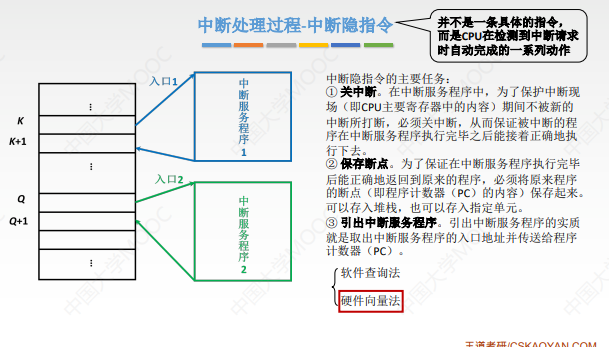 中断处理过程-中断隐指令
并不是一条具体的指令，
而是CPU在检测到中断请求
时自动完成的一系列动作
入口1
⋮
K
K+1
⋮
中断服务程序1
入口2
Q
Q+1
⋮
中断服务程序2
中断隐指令的主要任务：
① 关中断。在中断服务程序中，为了保护中断现
场（即CPU主要寄存器中的内容）期间不被新的
中断所打断，必须关中断，从而保证被中断的程
序在中断服务程序执行完毕之后能接着正确地执
行下去。
② 保存断点。为了保证在中断服务程序执行完毕
后能正确地返回到原来的程序，必须将原来程序
的断点（即程序计数器（PC）的内容）保存起来。
可以存入堆栈，也可以存入指定单元。
③ 引出中断服务程序。引出中断服务程序的实质
就是取出中断服务程序的入口地址并传送给程序
计数器（PC）。
软件查询法
硬件向量法
中国大学MOOC
王道考研/CSKAOYAN.COM